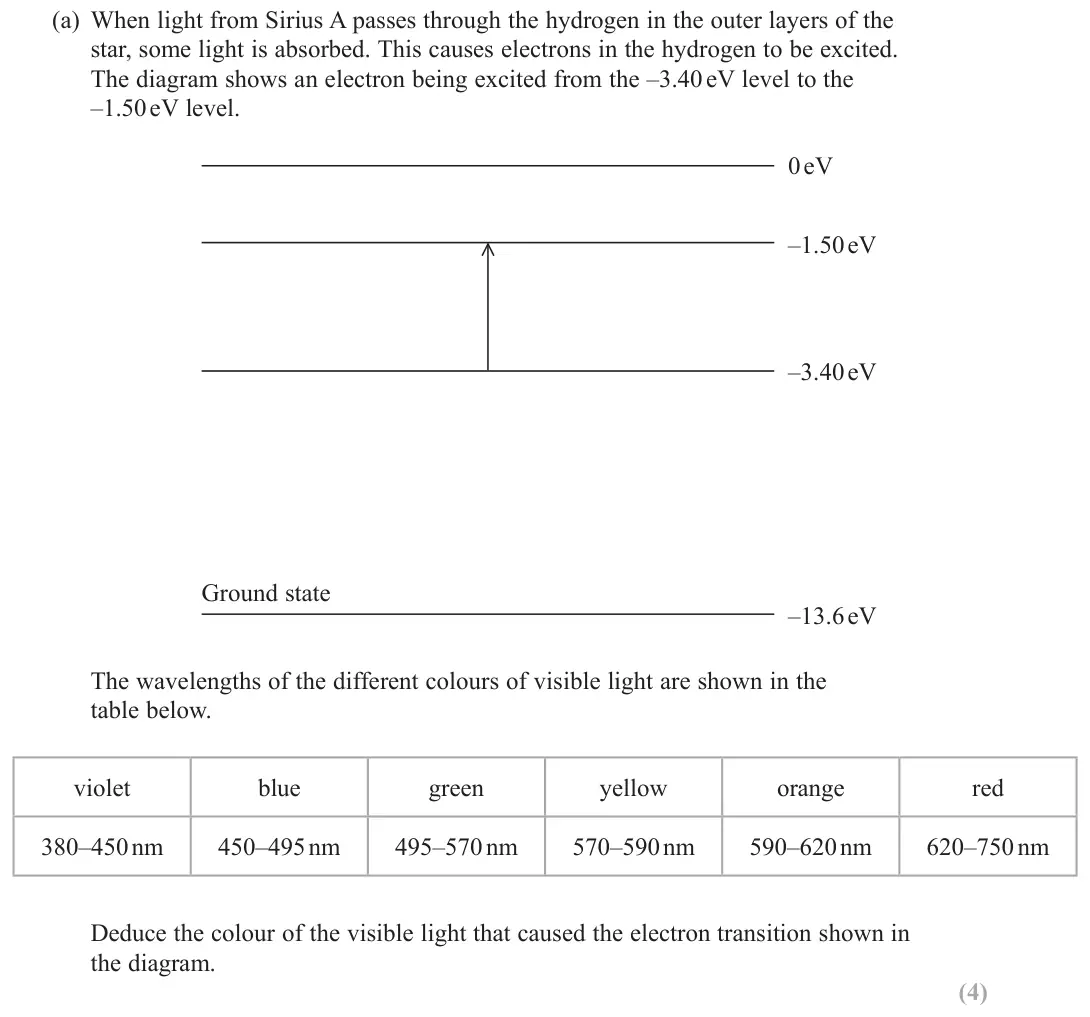 (a) When light from Sirius A passes through the hydrogen in the outer layers of the
star, some light is absorbed. This causes electrons in the hydrogen to be excited.
The diagram shows an electron being excited from the –3.40 eV level to the
–1.50 eV level.
0 eV
–1.50 eV
–3.40 eV
Ground state
–13.6 eV
The wavelengths of the different colours of visible light are shown in the
table below.
violet blue green yellow orange red
380–450 nm 450–495 nm 495–570 nm 570–590 nm 590–620 nm 620–750 nm
Deduce the colour of the visible light that caused the electron transition shown in
the diagram.
(4)